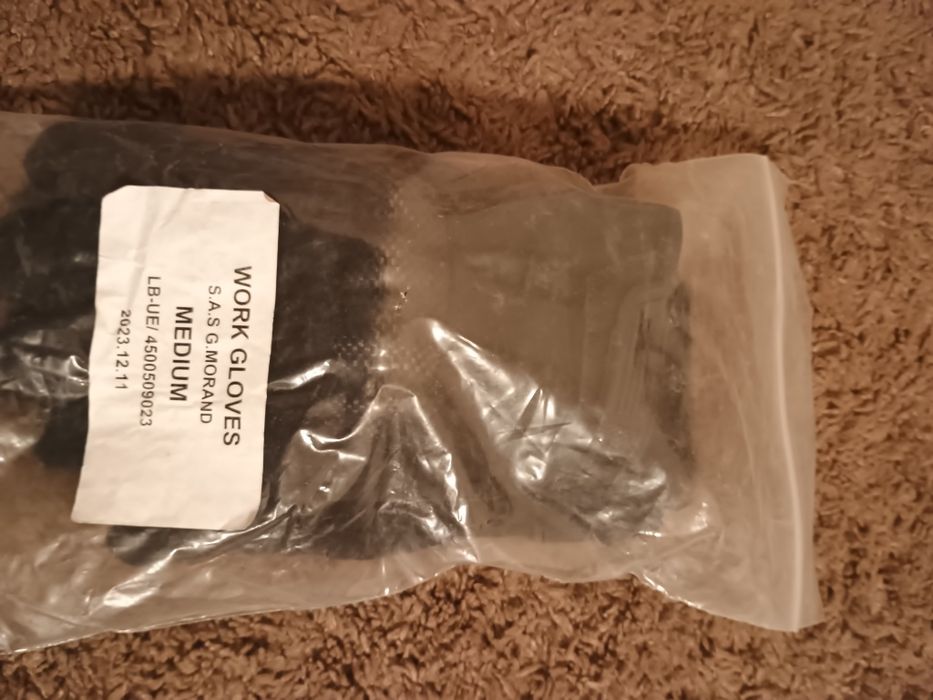 WORK GLOVES
S.A.S G.MORAND
MEDIUM
LB-UE/ 4500509023
2023.12.11